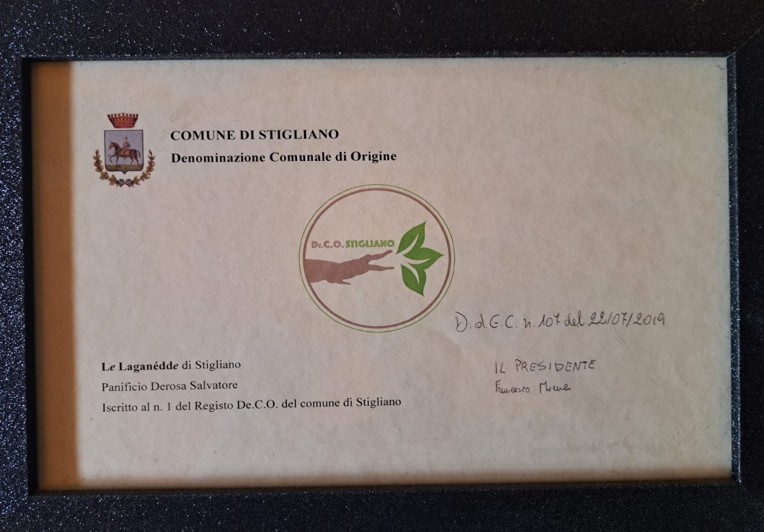 COMUNE DI STIGLIANO
Denominazione Comunale di Origine
De.C.O. STIGLIANO
D.d.G.C. n. 107 del 22/07/2019
Le Laganédde di Stigliano
IL PRESIDENTE
Panificio Derosa Salvatore
Francesco
Iscritto al n. 1 del Registo De.C.O. del comune di Stigliano